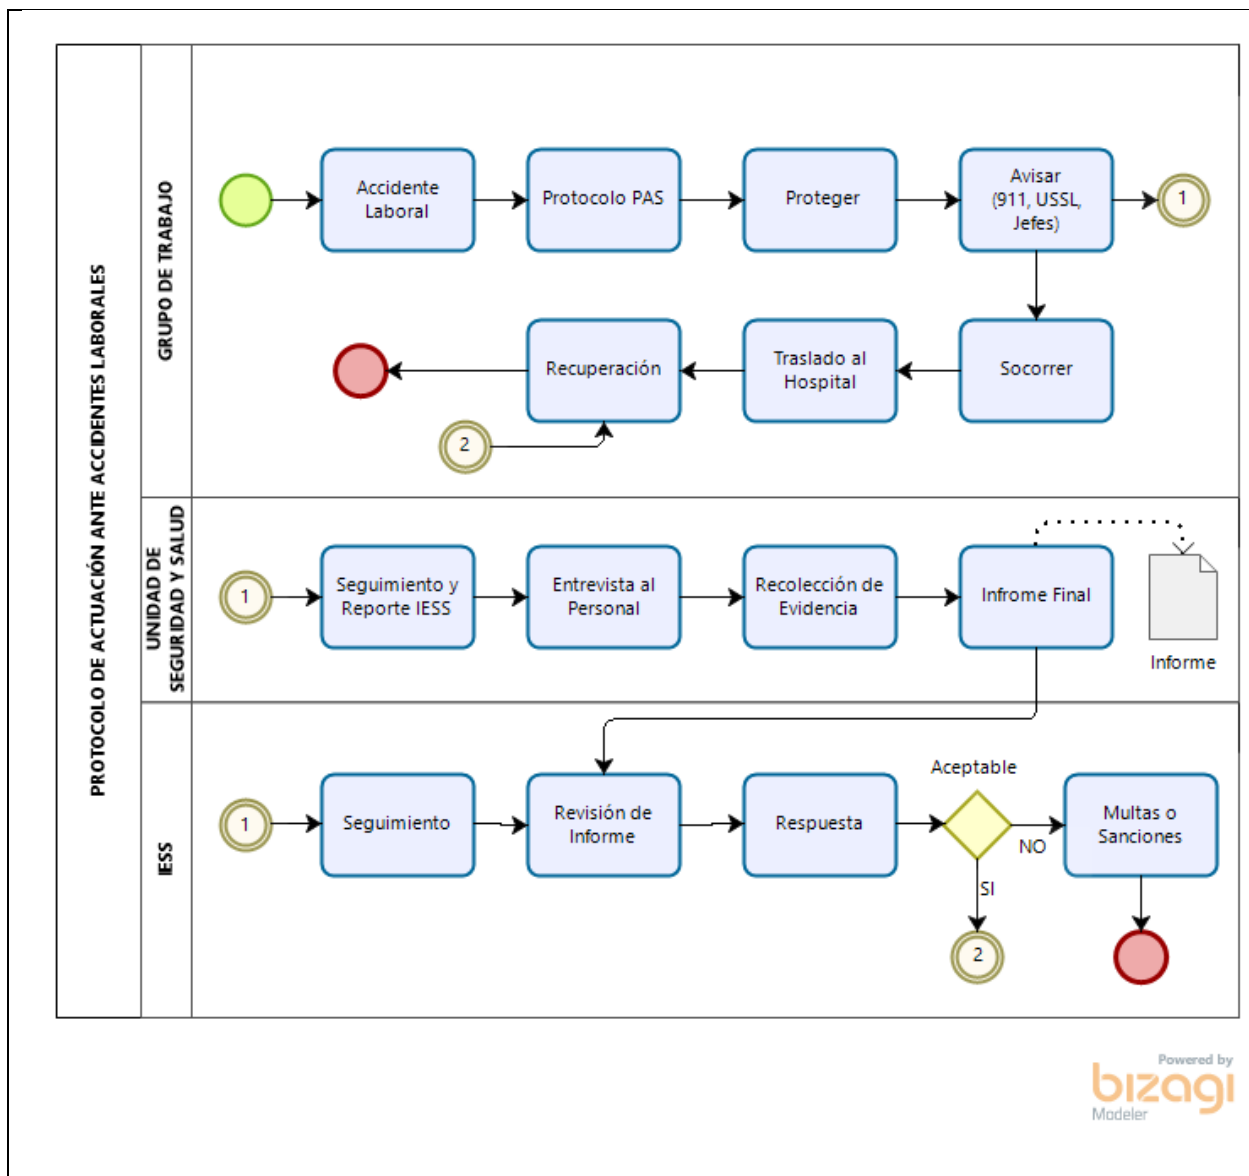 PROTOCOLO DE ACTUACIÓN ANTE ACCIDENTES LABORALES
GRUPO DE TRABAJO
Accidente
Laboral
Protocolo PAS
Proteger
Avisar
(911, USSL,
Jefes)
1
Recuperación
Traslado al
Hospital
Socorrer
2
UNIDAD DE
SEGURIDAD Y SALUD
1
Seguimiento y
Reporte IESS
Entrevista al
Personal
Recolección de
Evidencia
Infrome Final
Informe
IESS
1
Seguimiento
Revisión de
Informe
Respuesta
Aceptable
NO
SI
2
Multas o
Sanciones
Powered by
bizagi
Modeler